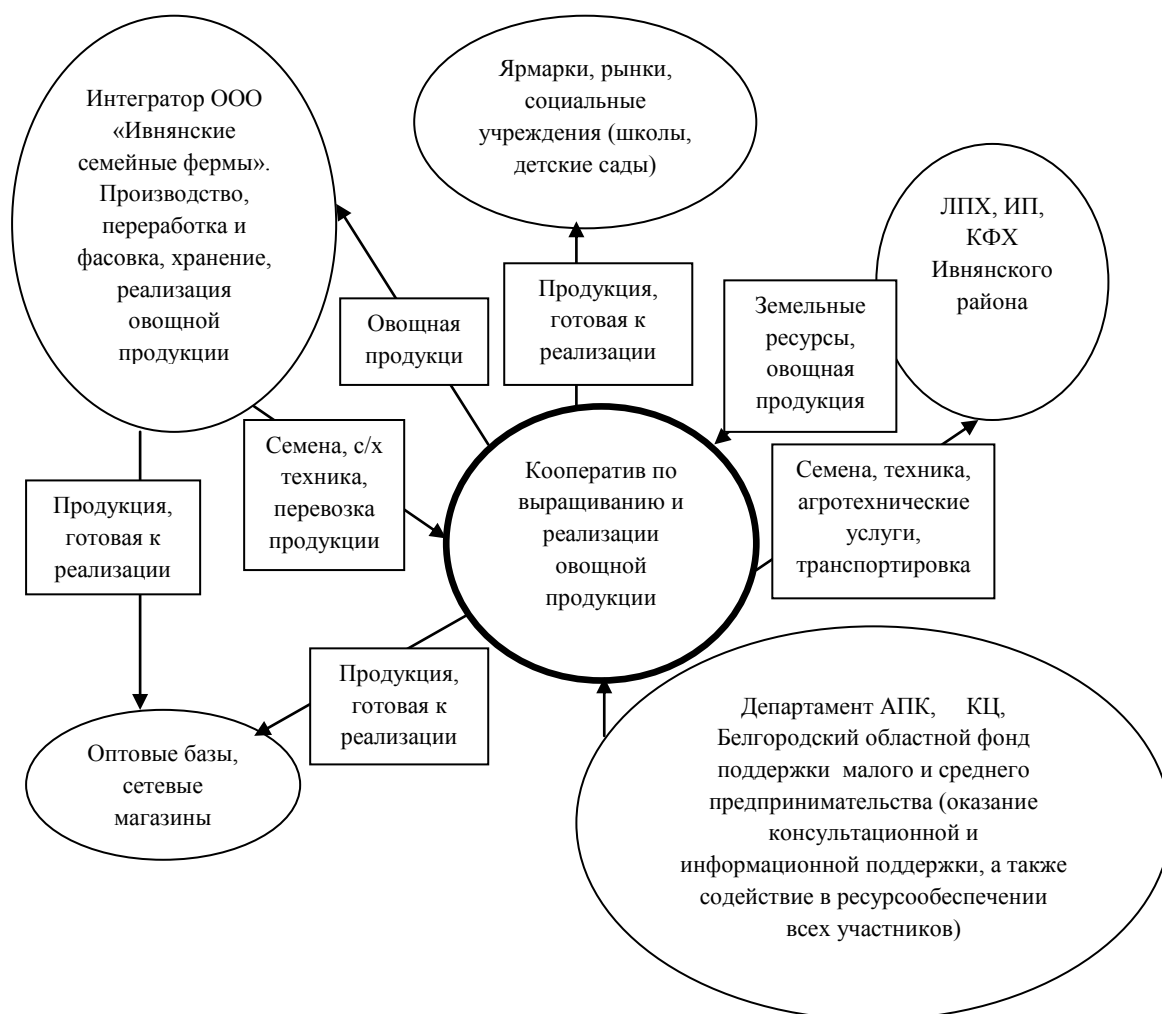 Интегратор ООО
«Ивнянские
семейные фермы».
Производство,
переработка и
фасовка, хранение,
реализация
овощной
продукции
Ярмарки, рынки,
социальные
учреждения (школы,
детские сады)
ЛПХ, ИП,
КФХ
Ивнянского
района
Овощная
продукци
Продукция,
готовая к
реализации
Земельные
ресурсы,
овощная
продукция
Семена, с/х
техника,
перевозка
продукции
Продукция,
готовая к
реализации
Кооператив по
выращиванию и
реализации
овощной
продукции
Семена, техника,
агротехнические
услуги,
транспортировка
Продукция,
готовая к
реализации
Оптовые базы,
сетевые
магазины
Департамент АПК, КЦ,
Белгородский областной фонд
поддержки малого и среднего
предпринимательства (оказание
консультационной и
информационной поддержки, а также
содействие в ресурсообеспечении
всех участников)